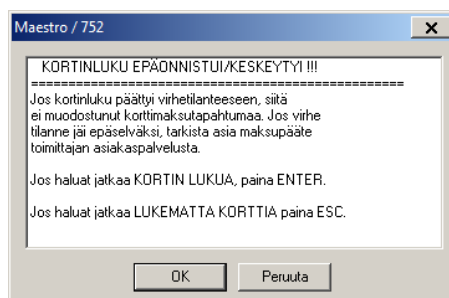 Maestro / 752
KORTINLUKU EPÄONNISTUI/KESKEYTYI !!!
==================================================
Jos kortinluku päättyi virhetilanteeseen, siitä
ei muodostunut korttimaksutapahtumaa. Jos virhe
tilanne jäi epäselväksi, tarkista asia maksupääte
toimittajan asiakaspalvelusta.
Jos haluat jatkaa KORTIN LUKUA, paina ENTER.
Jos haluat jatkaa LUKEMATTA KORTTIA paina ESC.
OK
Peruuta